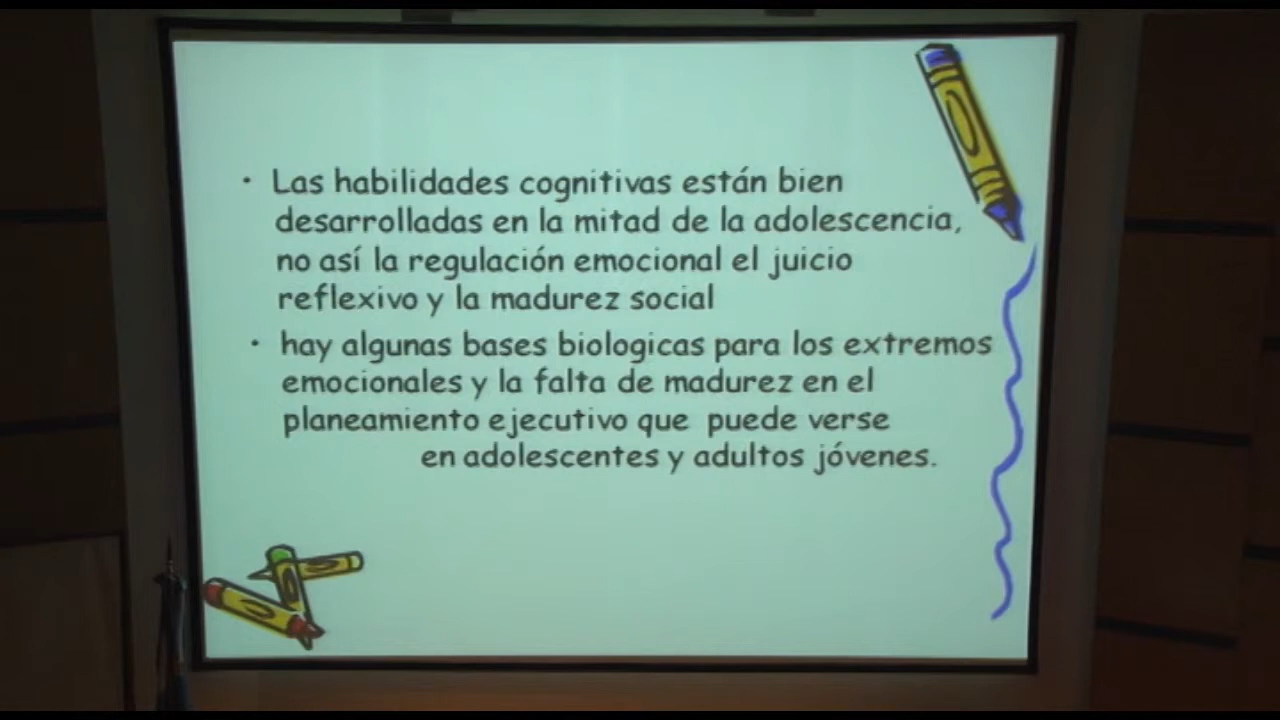 • Las habilidades cognitivas están bien
desarrolladas en la mitad de la adolescencia,
no así la regulación emocional el juicio
reflexivo y la madurez social
• hay algunas bases biologicas para los extremos
emocionales y la falta de madurez en el
planeamiento ejecutivo que puede verse
en adolescentes y adultos jóvenes.